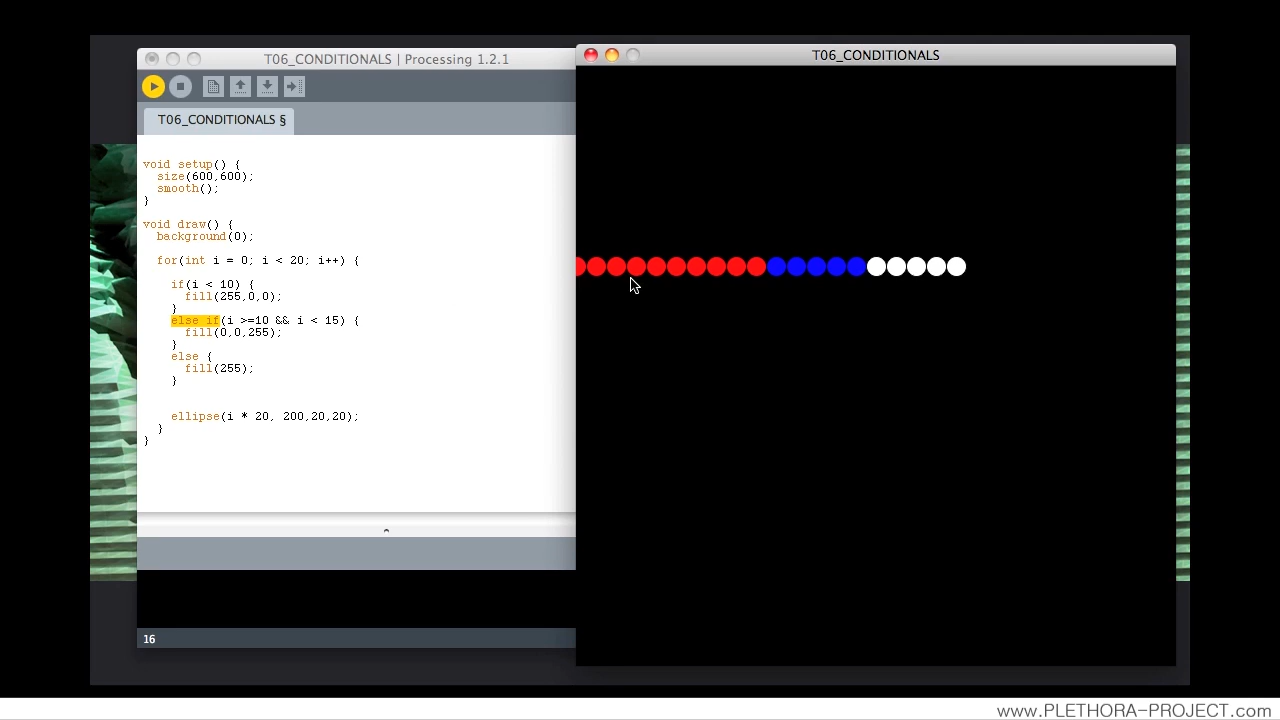 T06_CONDITIONALS | Processing 1.2.1
T06_CONDITIONALS
T06_CONDITIONALS §
void setup() {
  size(600,600);
  smooth();
}
void draw() {
  background(0);
  for(int i = 0; i < 20; i++) {
    if(i < 10) {
      fill(255,0,0);
    }
    else if(i >=10 && i < 15) {
      fill(0,0,255);
    }
    else {
      fill(255);
    }
    ellipse(i * 20, 200,20,20);
  }
}
16
www.PLETHORA-PROJECT.com